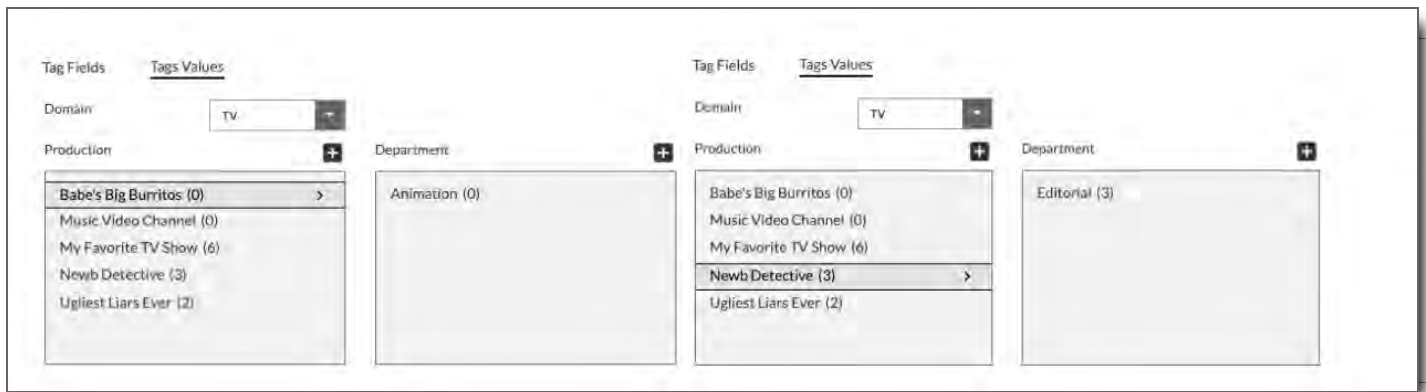 Tag Fields Tags Values
Domain TV
Production Department
Babe's Big Burritos (0) >
Music Video Channel (0)
My Favorite TV Show (6)
Newb Detective (3)
Ugliest Liars Ever (2)
Animation (0)
Tag Fields Tags Values
Domain TV
Production Department
Babe's Big Burritos (0)
Music Video Channel (0)
My Favorite TV Show (6)
Newb Detective (3) >
Ugliest Liars Ever (2)
Editorial (3)